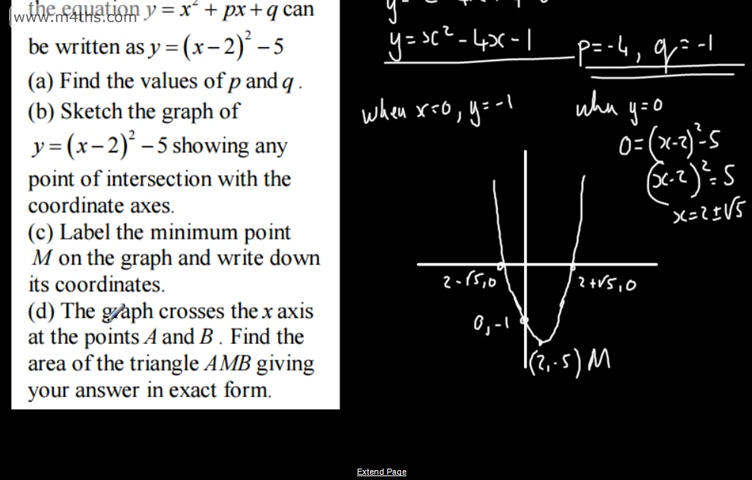 the equation y = x² + px + q can
www.m4ths.com
be written as y = (x − 2)² − 5
(a) Find the values of p and q .
(b) Sketch the graph of
y = (x − 2)² − 5 showing any
point of intersection with the
coordinate axes.
(c) Label the minimum point
M on the graph and write down
its coordinates.
(d) The graph crosses the x axis
at the points A and B . Find the
area of the triangle AMB giving
your answer in exact form.
y=x²-4x-1
p=-4, q=-1
when x=0, y=-1
when y=0
0=(x-2)²-5
(x-2)²=5
x=2±√5
2-√5,0
2+√5,0
0,-1
(2,-5) M
Extend Page